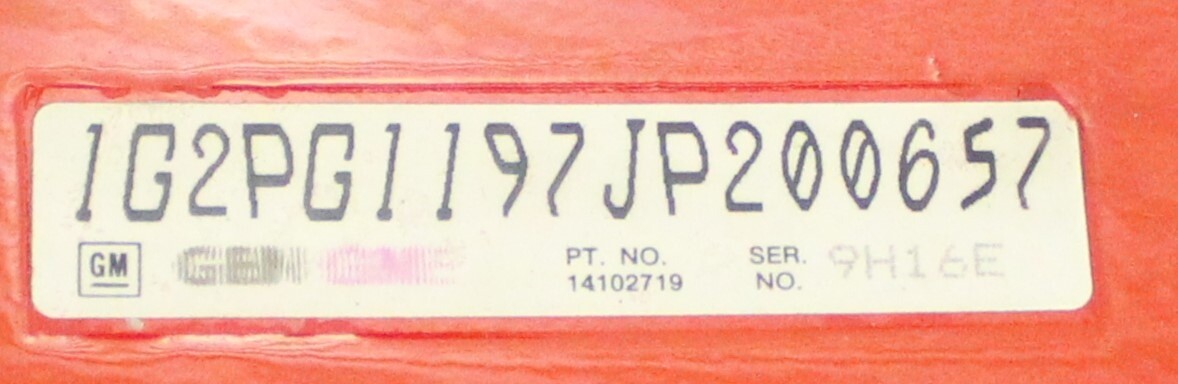 1G2PG1197JP200657
GM
PT. NO.
14102719
SER.
NO.
9H16E